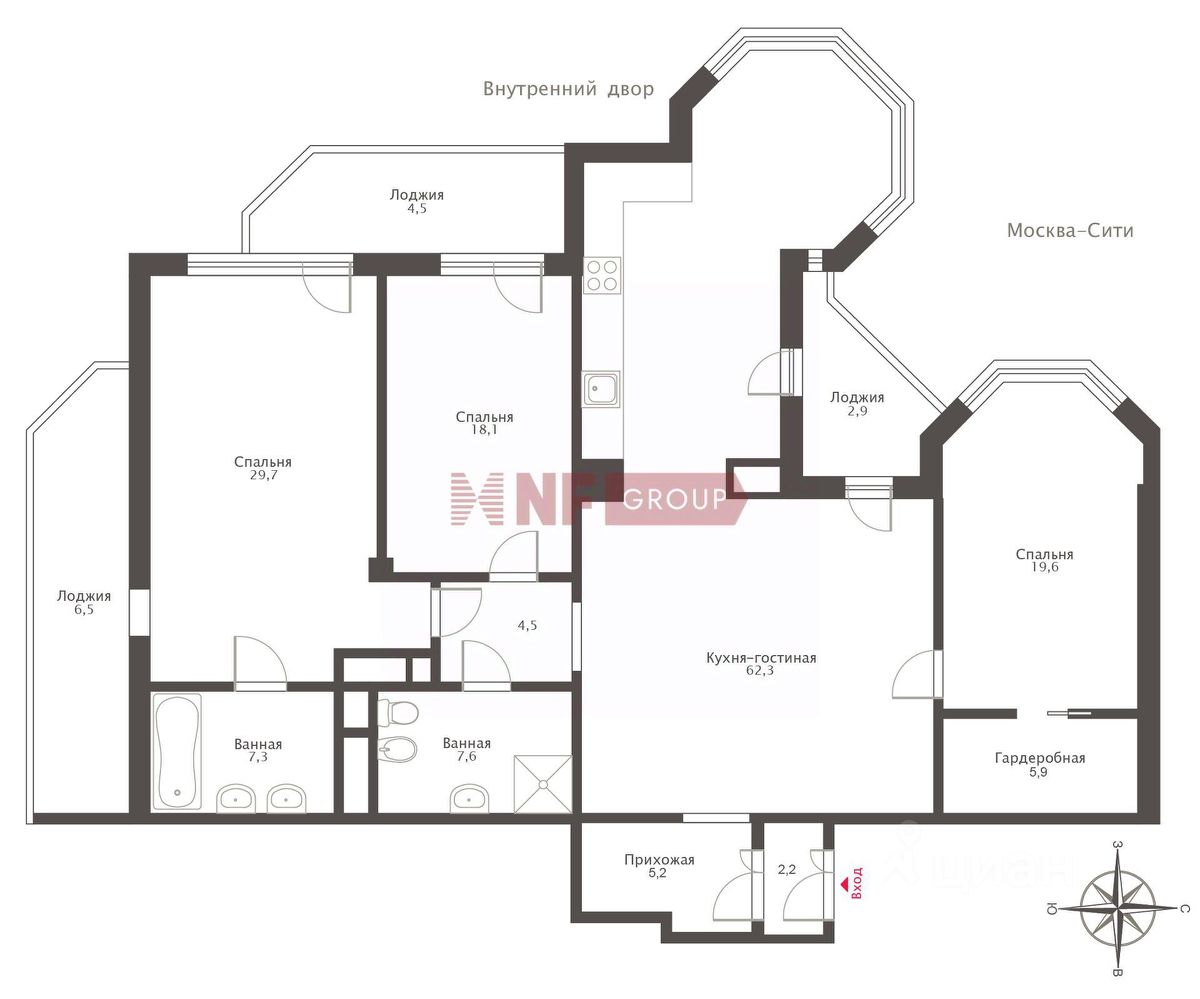 Внутренний двор
Лоджия
4,5
Москва-Сити
Лоджия
2,9
Спальня
18,1
Спальня
29,7
NF GROUP
Спальня
19,6
Лоджия
6,5
4,5
Кухня-гостиная
62,3
Ванная
7,3
Ванная
7,6
Гардеробная
5,9
Прихожая
5,2
2,2
Вход
циан
З
Ю
С
В